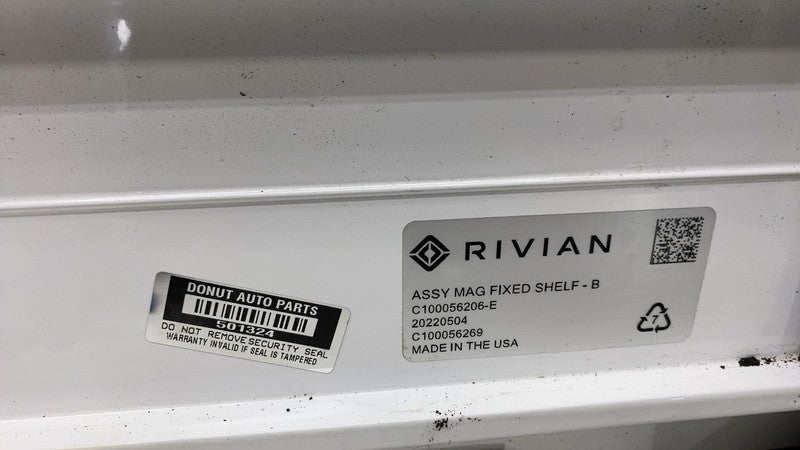 DONUT AUTO PARTS
501324
DO NOT REMOVE SECURITY SEAL
WARRANTY INVALID IF SEAL IS TAMPERED
RIVIAN
ASSY MAG FIXED SHELF - B
C100056206-E
20220504
C100056269
MADE IN THE USA
7